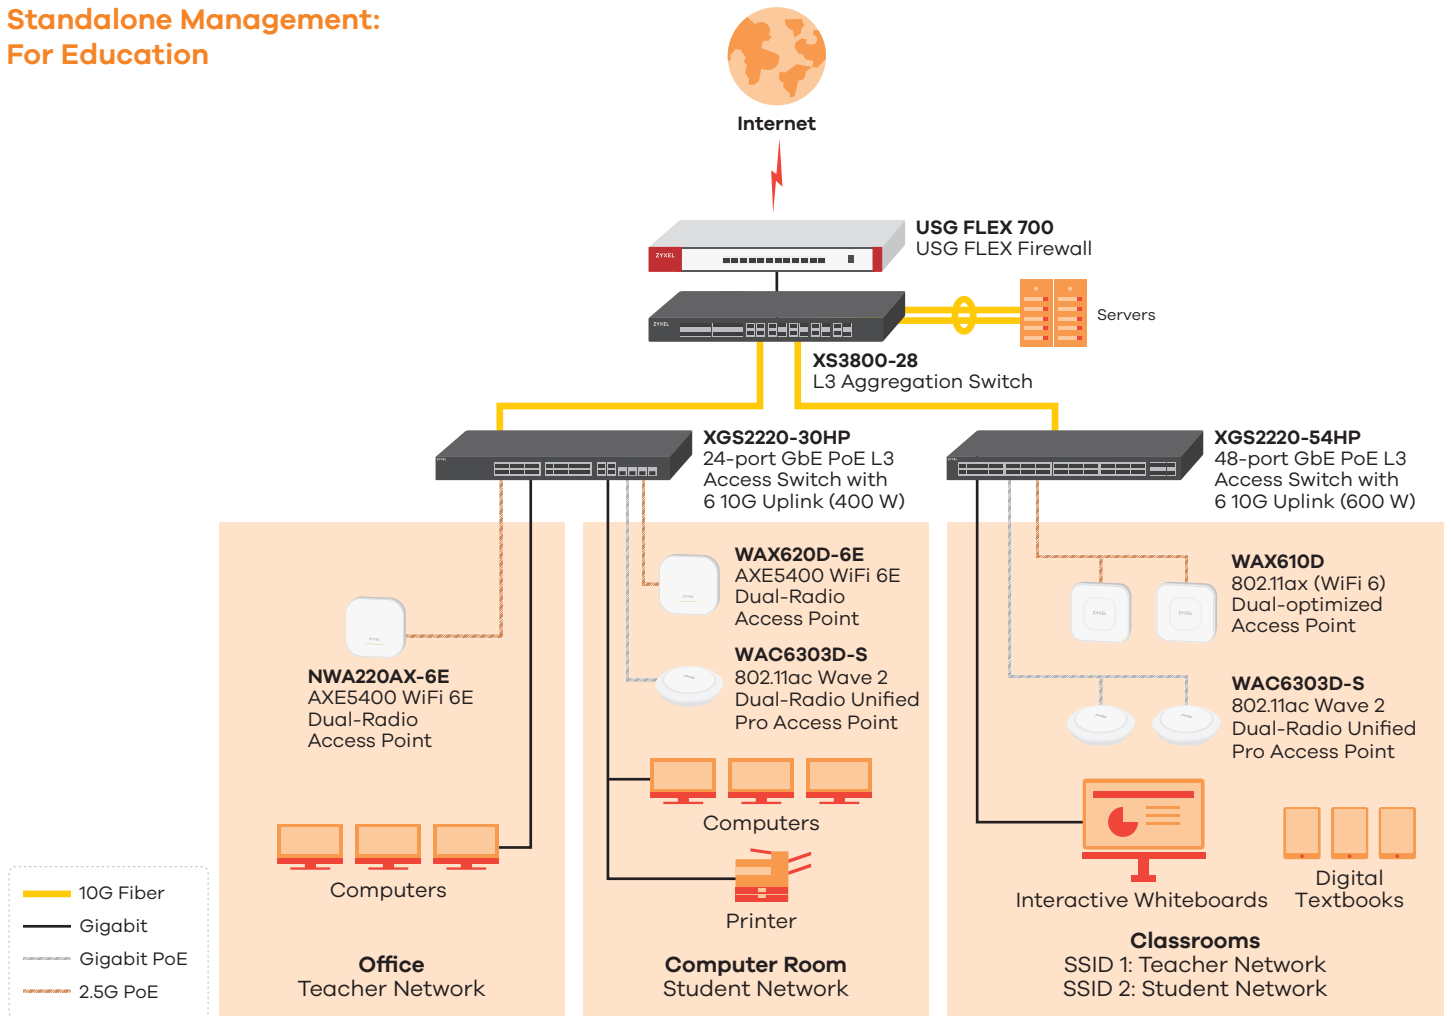 Standalone Management:
For Education
Internet
ZYXEL
USG FLEX 700
USG FLEX Firewall
ZYXEL
Servers
XS3800-28
L3 Aggregation Switch
XGS2220-30HP
24-port GbE PoE L3
Access Switch with
6 10G Uplink (400 W)
XGS2220-54HP
48-port GbE PoE L3
Access Switch with
6 10G Uplink (600 W)
NWA220AX-6E
AXE5400 WiFi 6E
Dual-Radio
Access Point
Computers
Office
Teacher Network
WAX620D-6E
AXE5400 WiFi 6E
Dual-Radio
Access Point
ZYXEL
WAC6303D-S
802.11ac Wave 2
Dual-Radio Unified
Pro Access Point
Computers
Printer
Computer Room
Student Network
ZYXEL
ZYXEL
WAX610D
802.11ax (WiFi 6)
Dual-optimized
Access Point
WAC6303D-S
802.11ac Wave 2
Dual-Radio Unified
Pro Access Point
Interactive Whiteboards
Digital
Textbooks
Classrooms
SSID 1: Teacher Network
SSID 2: Student Network
10G Fiber
Gigabit
Gigabit PoE
2.5G PoE